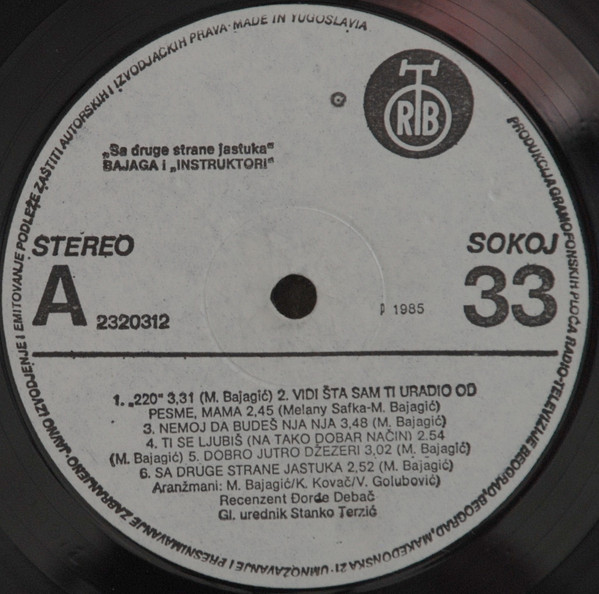 PRODUKCIJA GRAMOFONSKIH PLOČA RADIO-TELEVIZIJE BEOGRAD, BEOGRAD, MAKEDONSKA 21 · UMNOŽAVANJE I PRESNIMAVANJE ZABRANJENO · JAVNO IZVODJENJE I EMITOVANJE PODLEŽE ZAŠTITI AUTORSKIH I IZVODJAČKIH PRAVA · MADE IN YUGOSLAVIA
RTB
„Sa druge strane jastuka"
BAJAGA i „INSTRUKTORI"
STEREO
SOKOJ
A 2320312
℗ 1985
33
1. „220" 3,31 (M. Bajagić) 2. VIDI ŠTA SAM TI URADIO OD
PESME, MAMA 2,45 (Melany Safka-M. Bajagić)
3. NEMOJ DA BUDEŠ NJA NJA 3,48 (M. Bajagić)
4. TI SE LJUBIŠ (NA TAKO DOBAR NAČIN) 2.54
(M. Bajagić) 5. DOBRO JUTRO DŽEZERI 3,02 (M. Bajagić)
6. SA DRUGE STRANE JASTUKA 2,52 (M. Bajagić)
Aranžmani: M. Bajagić/K. Kovač/V. Golubović)
Recenzent Đorđe Debač
Gl. urednik Stanko Terzić